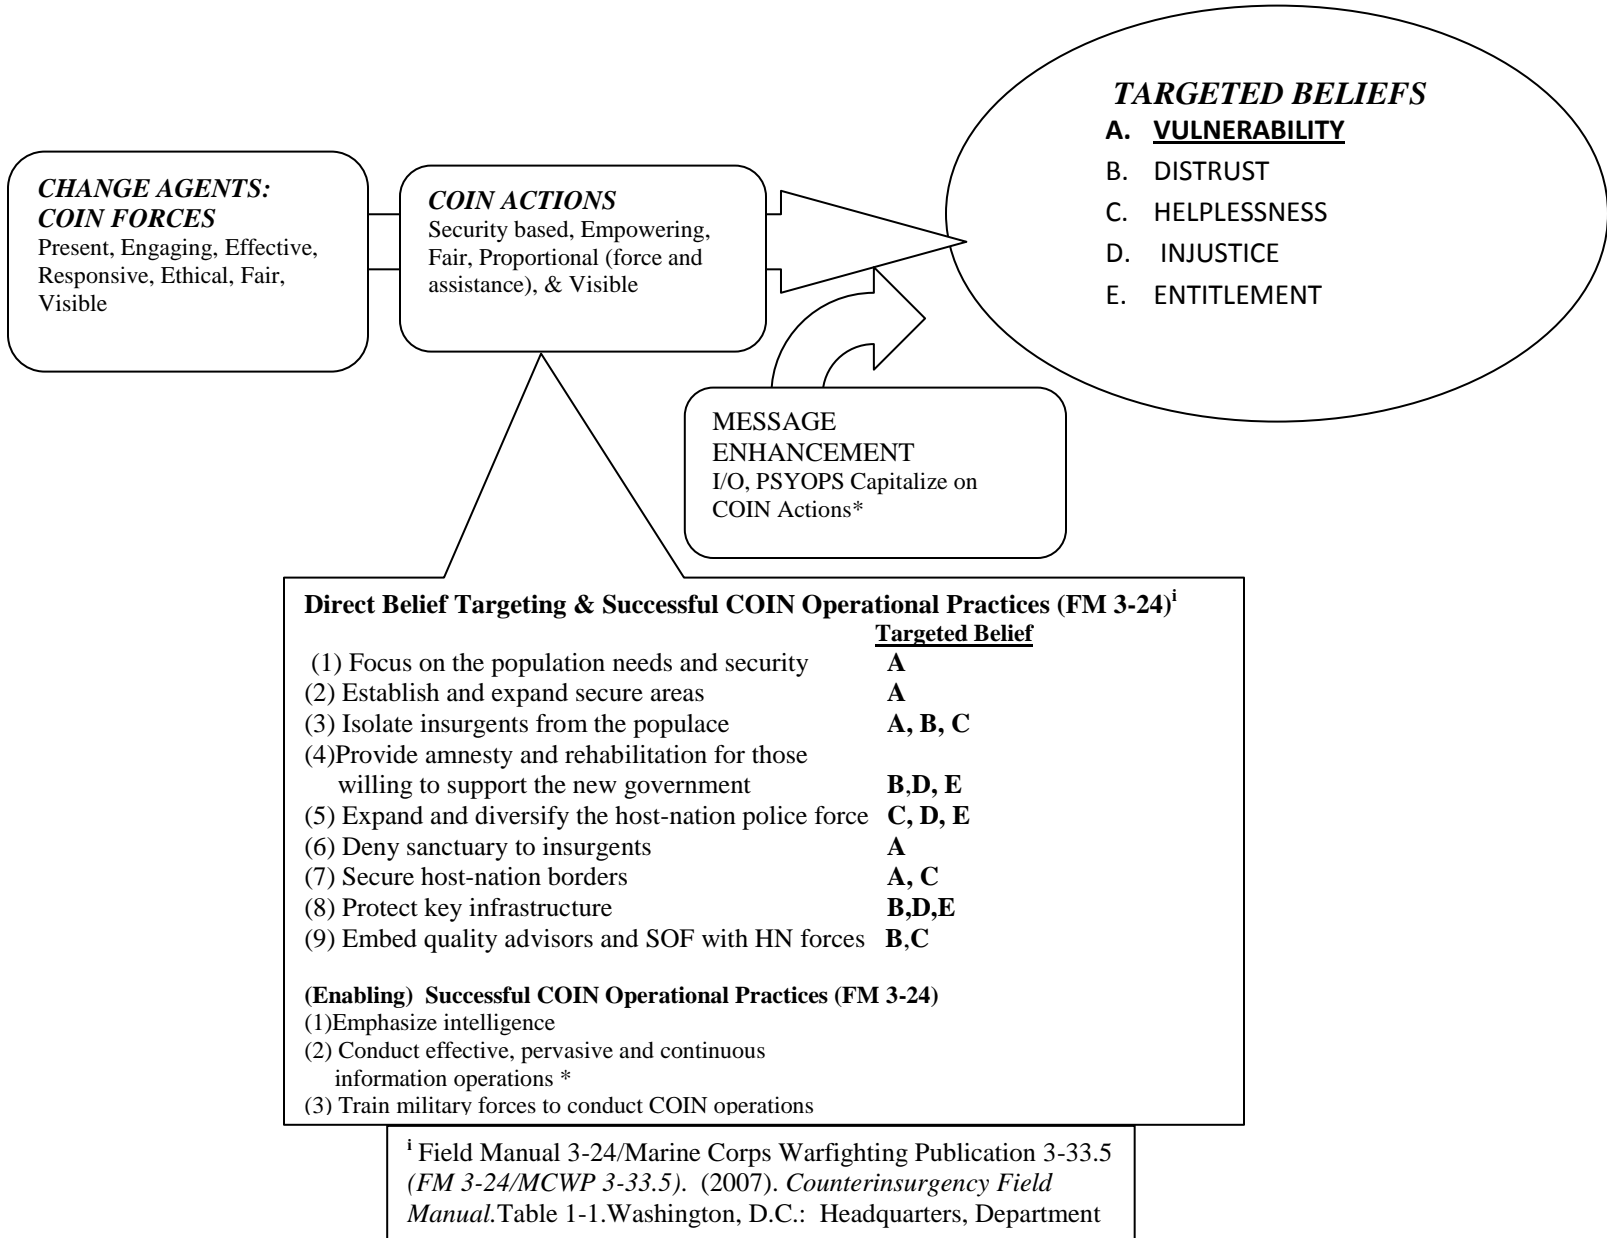 CHANGE AGENTS:
COIN FORCES
Present, Engaging, Effective,
Responsive, Ethical, Fair,
Visible
COIN ACTIONS
Security based, Empowering,
Fair, Proportional (force and
assistance), & Visible
TARGETED BELIEFS
A. VULNERABILITY
B. DISTRUST
C. HELPLESSNESS
D. INJUSTICE
E. ENTITLEMENT
MESSAGE
ENHANCEMENT
I/O, PSYOPS Capitalize on
COIN Actions*
Direct Belief Targeting & Successful COIN Operational Practices (FM 3-24)i
Targeted Belief
(1) Focus on the population needs and security A
(2) Establish and expand secure areas A
(3) Isolate insurgents from the populace A, B, C
(4)Provide amnesty and rehabilitation for those
willing to support the new government B,D, E
(5) Expand and diversify the host-nation police force C, D, E
(6) Deny sanctuary to insurgents A
(7) Secure host-nation borders A, C
(8) Protect key infrastructure B,D,E
(9) Embed quality advisors and SOF with HN forces B,C
(Enabling) Successful COIN Operational Practices (FM 3-24)
(1)Emphasize intelligence
(2) Conduct effective, pervasive and continuous
information operations *
(3) Train military forces to conduct COIN operations
i Field Manual 3-24/Marine Corps Warfighting Publication 3-33.5
(FM 3-24/MCWP 3-33.5). (2007). Counterinsurgency Field
Manual.Table 1-1.Washington, D.C.: Headquarters, Department